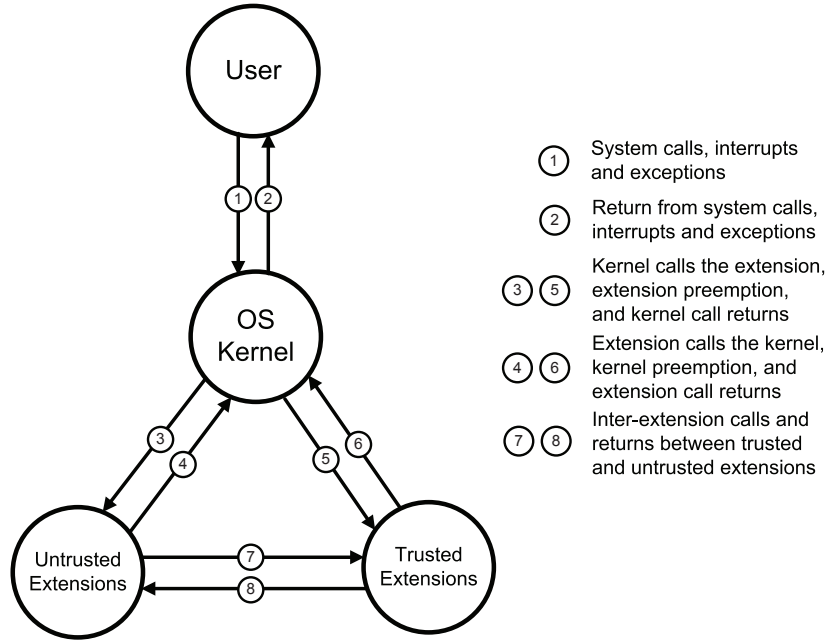 User
1 2
OS
Kernel
3
4
5
6
Untrusted
Extensions
7
8
Trusted
Extensions
1 System calls, interrupts
and exceptions
2 Return from system calls,
interrupts and exceptions
3 5 Kernel calls the extension,
extension preemption,
and kernel call returns
4 6 Extension calls the kernel,
kernel preemption, and
extension call returns
7 8 Inter-extension calls and
returns between trusted
and untrusted extensions